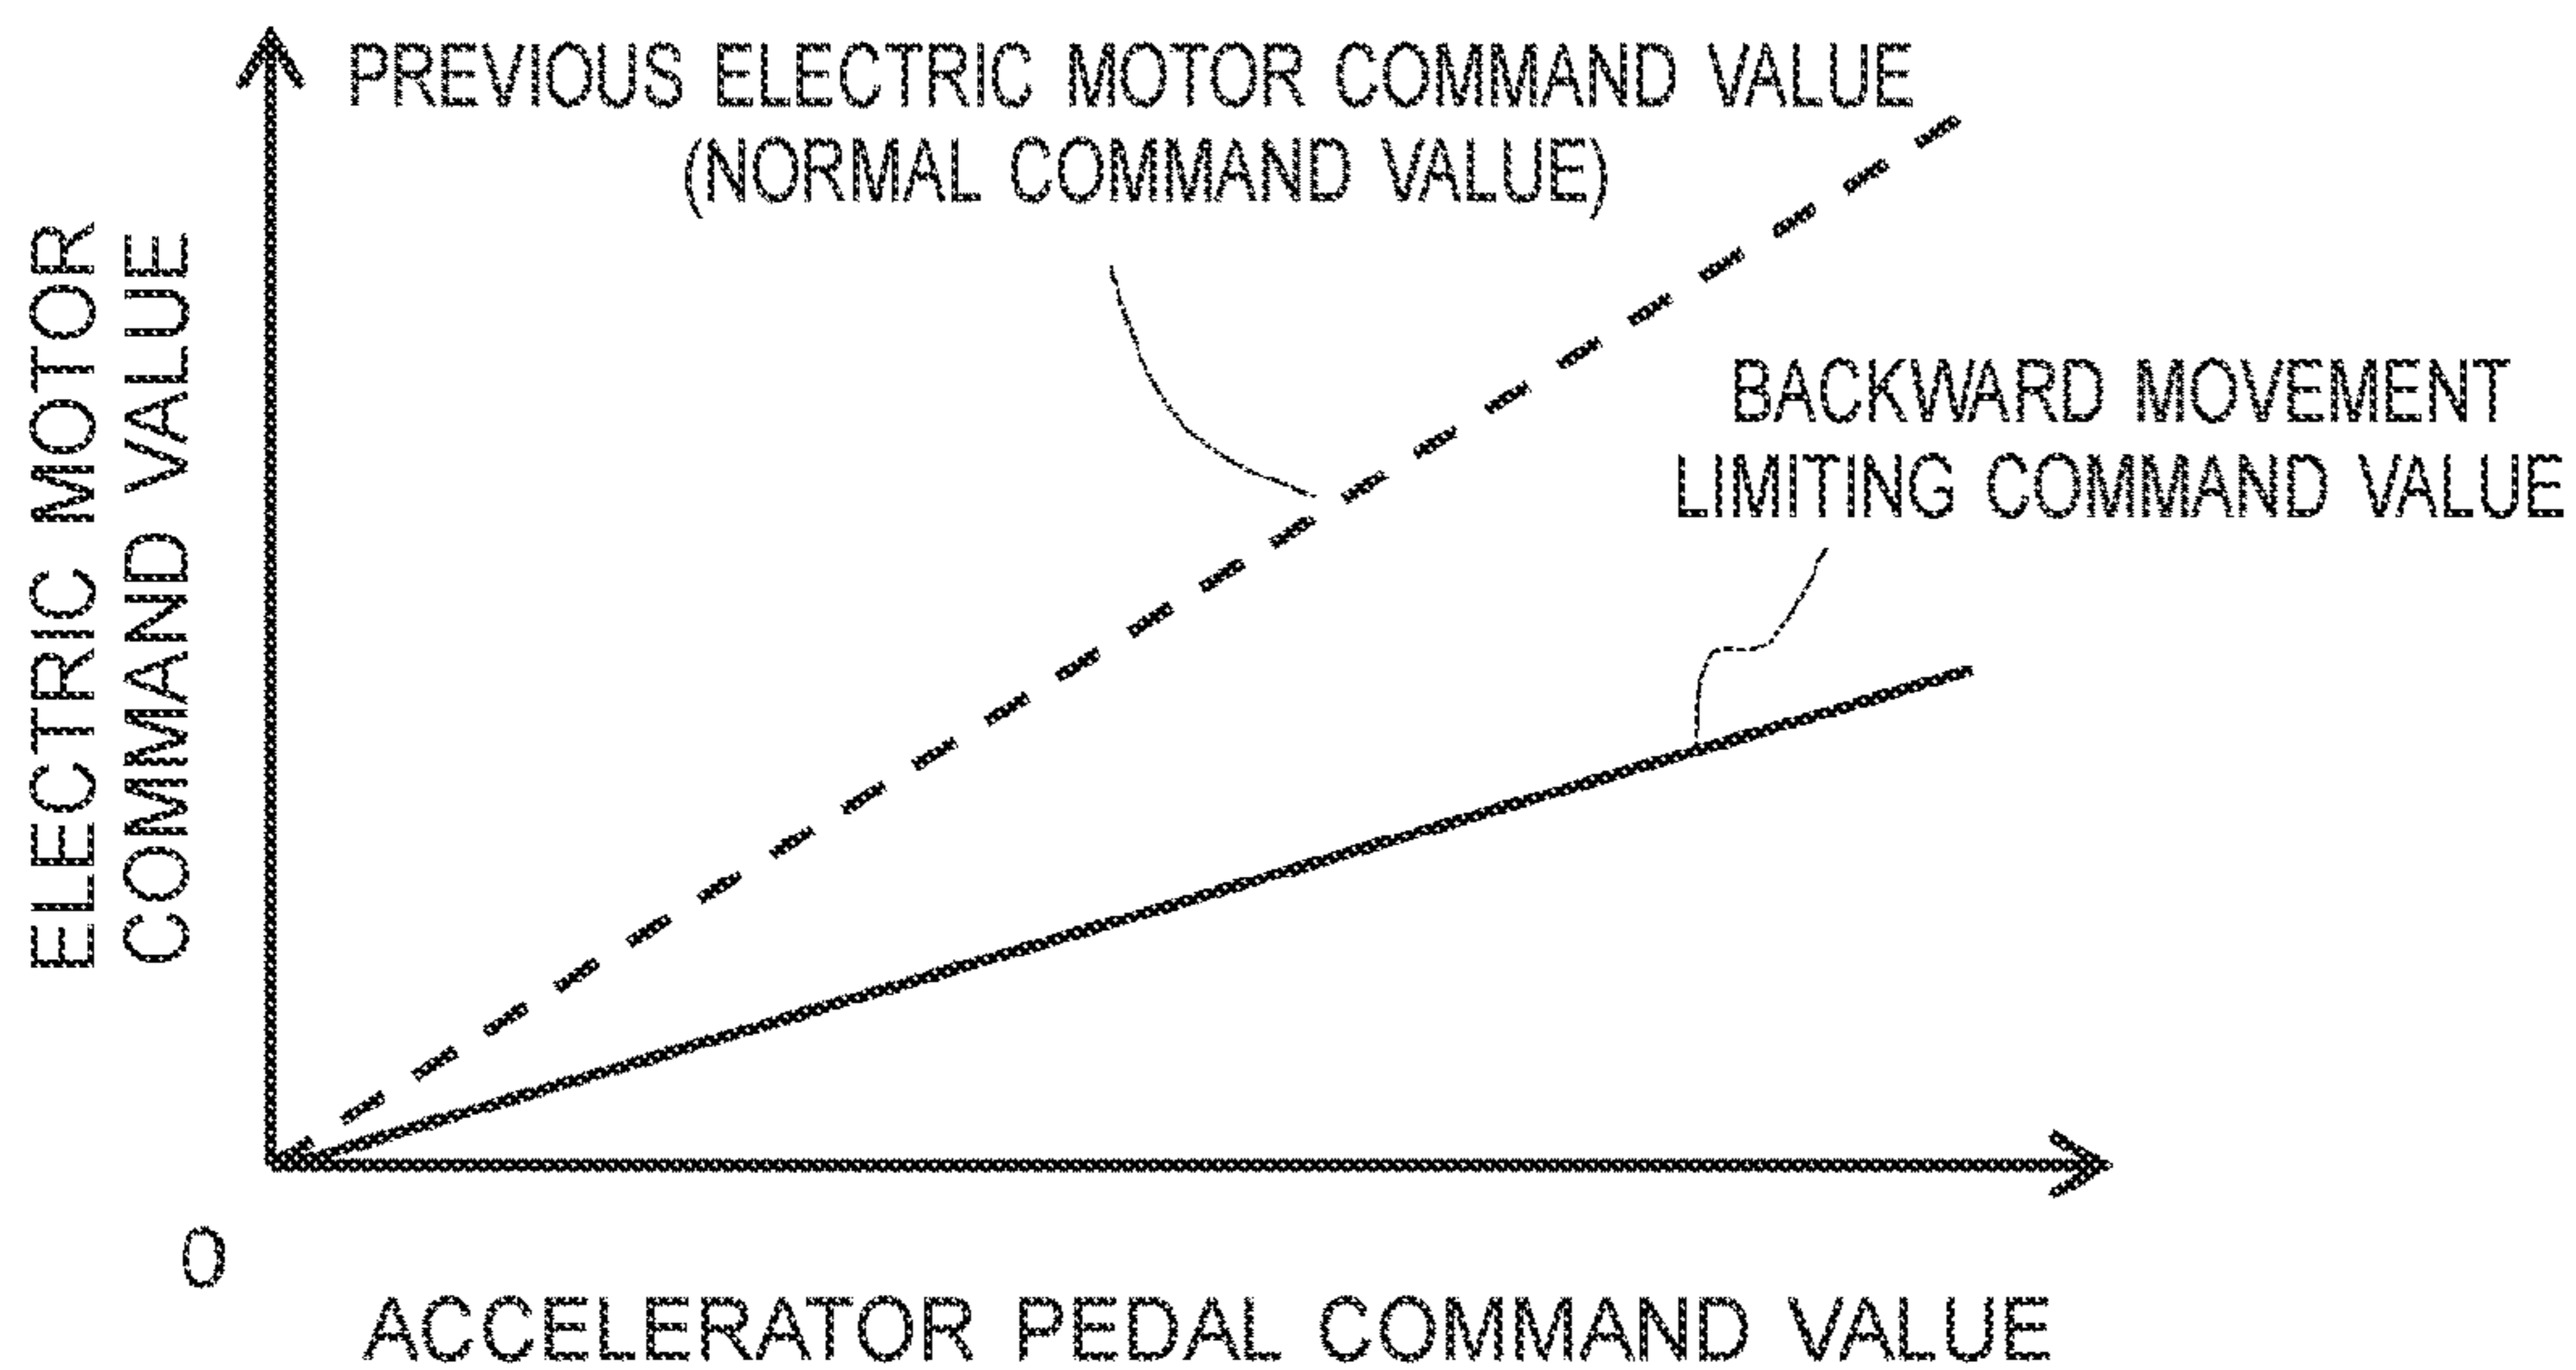 PREVIOUS ELECTRIC MOTOR COMMAND VALUE
(NORMAL COMMAND VALUE)
BACKWARD MOVEMENT
LIMITING COMMAND VALUE
ELECTRIC MOTOR
COMMAND VALUE
0
ACCELERATOR PEDAL COMMAND VALUE